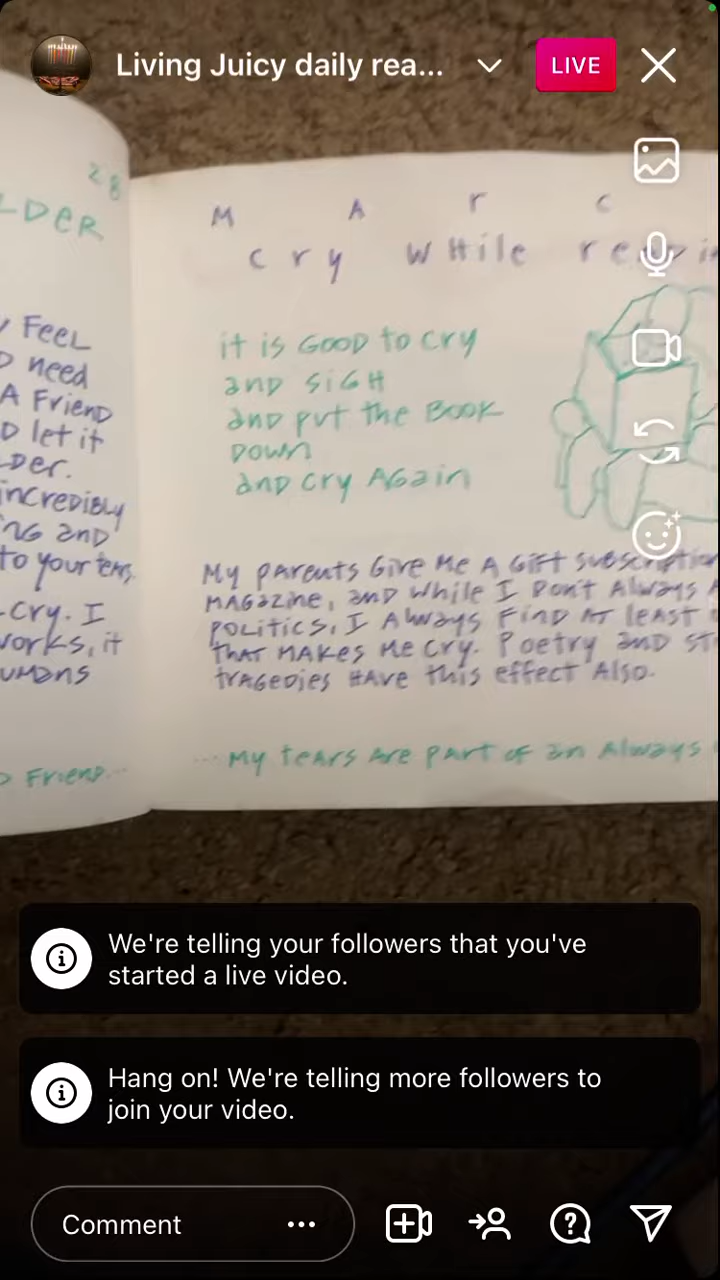 Living Juicy daily rea...
LIVE
28
LDER
M A r C
Cry While
it is GOOD to cry
and SiGH
and put the BOOK
DOWN
and cry AGain
FeeL
need
A Friend
let it
DER.
incredibly
and
to your tears.
Cry. I
works, it
umans
Friend...
My pArents Give Me A Gift subscription
MAGazine, and while I Don't Always
politics, I Always Find At least
tHAT MAKes Me Cry. Poetry and
trAGeDies HAve this effect Also.
... My teArs Are pArt of an Always
We're telling your followers that you've
started a live video.
Hang on! We're telling more followers to
join your video.
Comment